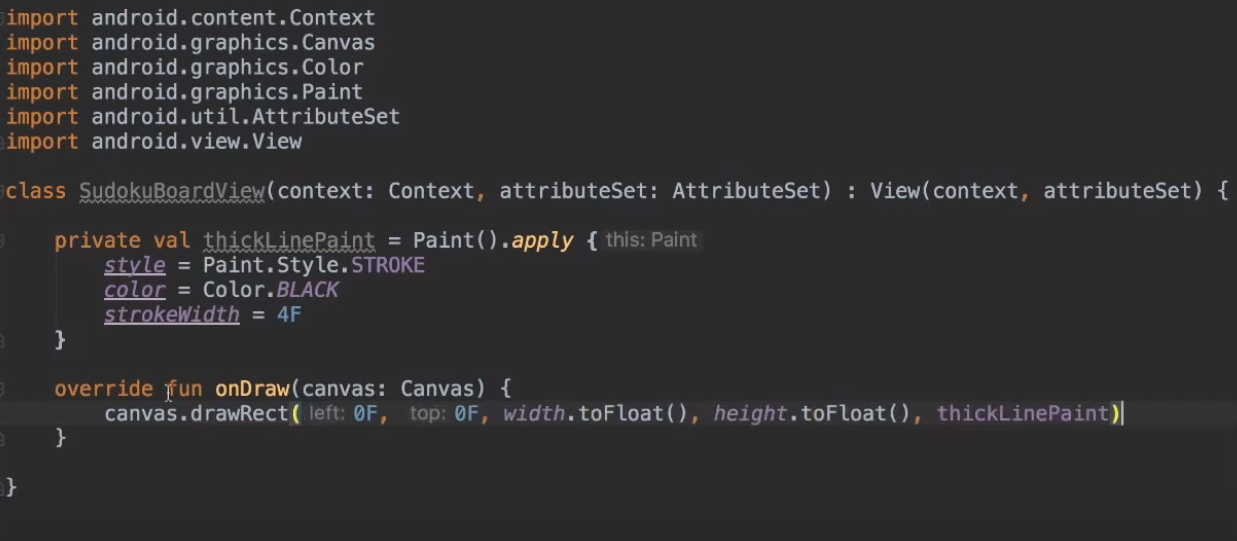 import android.content.Context
import android.graphics.Canvas
import android.graphics.Color
import android.graphics.Paint
import android.util.AttributeSet
import android.view.View
class SudokuBoardView(context: Context, attributeSet: AttributeSet) : View(context, attributeSet) {
private val thickLinePaint = Paint().apply { this: Paint
style = Paint.Style.STROKE
color = Color.BLACK
strokeWidth = 4F
}
override fun onDraw(canvas: Canvas) {
canvas.drawRect( left: 0F, top: 0F, width.toFloat(), height.toFloat(), thickLinePaint)
}
}